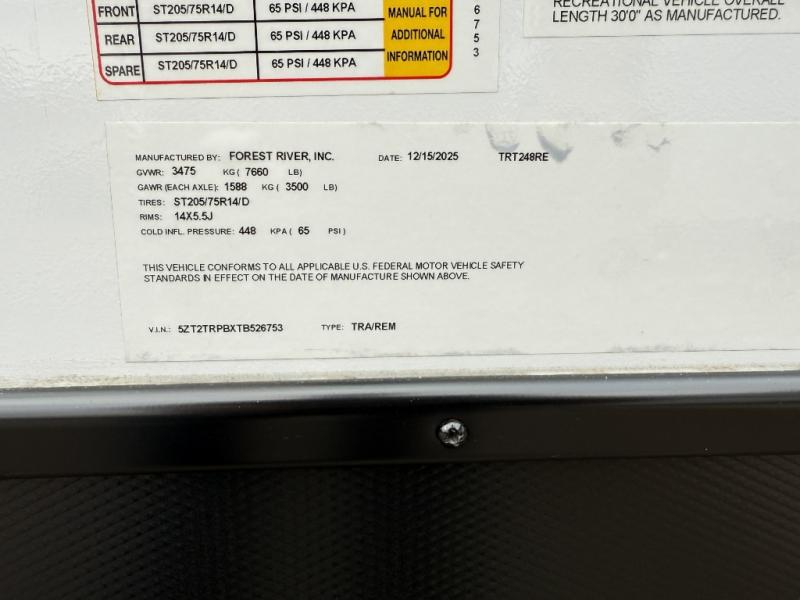 RECREATIONAL VEHICLE OVERALL
LENGTH 30'0" AS MANUFACTURED.
FRONT ST205/75R14/D 65 PSI / 448 KPA MANUAL FOR
REAR ST205/75R14/D 65 PSI / 448 KPA ADDITIONAL
SPARE ST205/75R14/D 65 PSI / 448 KPA INFORMATION
6
7
5
3
MANUFACTURED BY: FOREST RIVER, INC. DATE: 12/15/2025 TRT248RE
GVWR: 3475 KG ( 7660 LB)
GAWR (EACH AXLE): 1588 KG ( 3500 LB)
TIRES: ST205/75R14/D
RIMS: 14X5.5J
COLD INFL. PRESSURE: 448 KPA ( 65 PSI )
THIS VEHICLE CONFORMS TO ALL APPLICABLE U.S. FEDERAL MOTOR VEHICLE SAFETY
STANDARDS IN EFFECT ON THE DATE OF MANUFACTURE SHOWN ABOVE.
V.I.N.: 5ZT2TRPBXTB526753 TYPE: TRA/REM